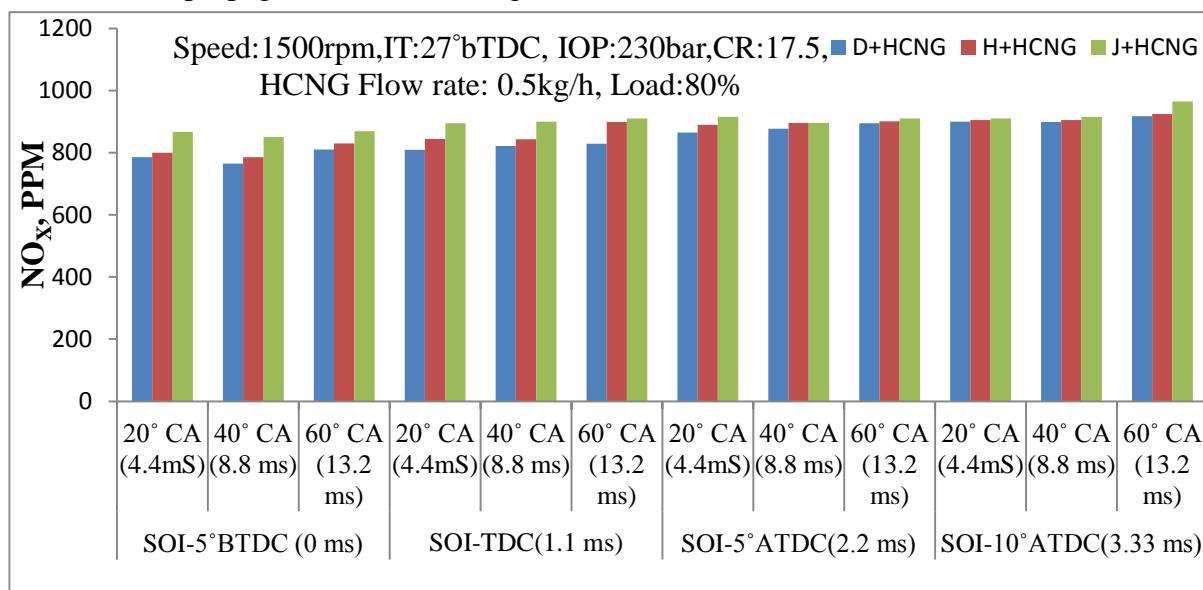 Speed:1500rpm,IT:27°bTDC, IOP:230bar,CR:17.5,
HCNG Flow rate: 0.5kg/h, Load:80%
D+HCNG H+HCNG J+HCNG
NOX, PPM
1200
1000
800
600
400
200
0
20˚ CA 40˚ CA 60˚ CA 20˚ CA 40˚ CA 60˚ CA 20˚ CA 40˚ CA 60˚ CA 20˚ CA 40˚ CA 60˚ CA
(4.4mS) (8.8 ms) (13.2 (4.4mS) (8.8 ms) (13.2 (4.4mS) (8.8 ms) (13.2 (4.4mS) (8.8 ms) (13.2
ms) ms) ms) ms)
SOI-5˚BTDC (0 ms) SOI-TDC(1.1 ms) SOI-5˚ATDC(2.2 ms) SOI-10˚ATDC(3.33 ms)